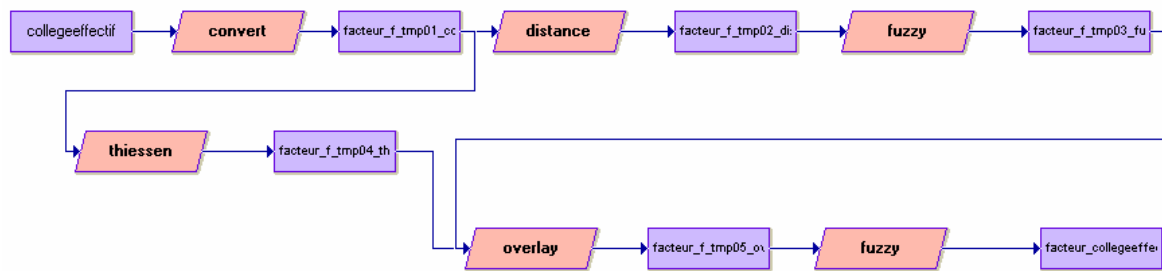 collegeeffectif
convert
facteur_f_tmp01_cc
distance
facteur_f_tmp02_di:
fuzzy
facteur_f_tmp03_fu
thiessen
facteur_f_tmp04_th
overlay
facteur_f_tmp05_ov
fuzzy
facteur_collegeeffe